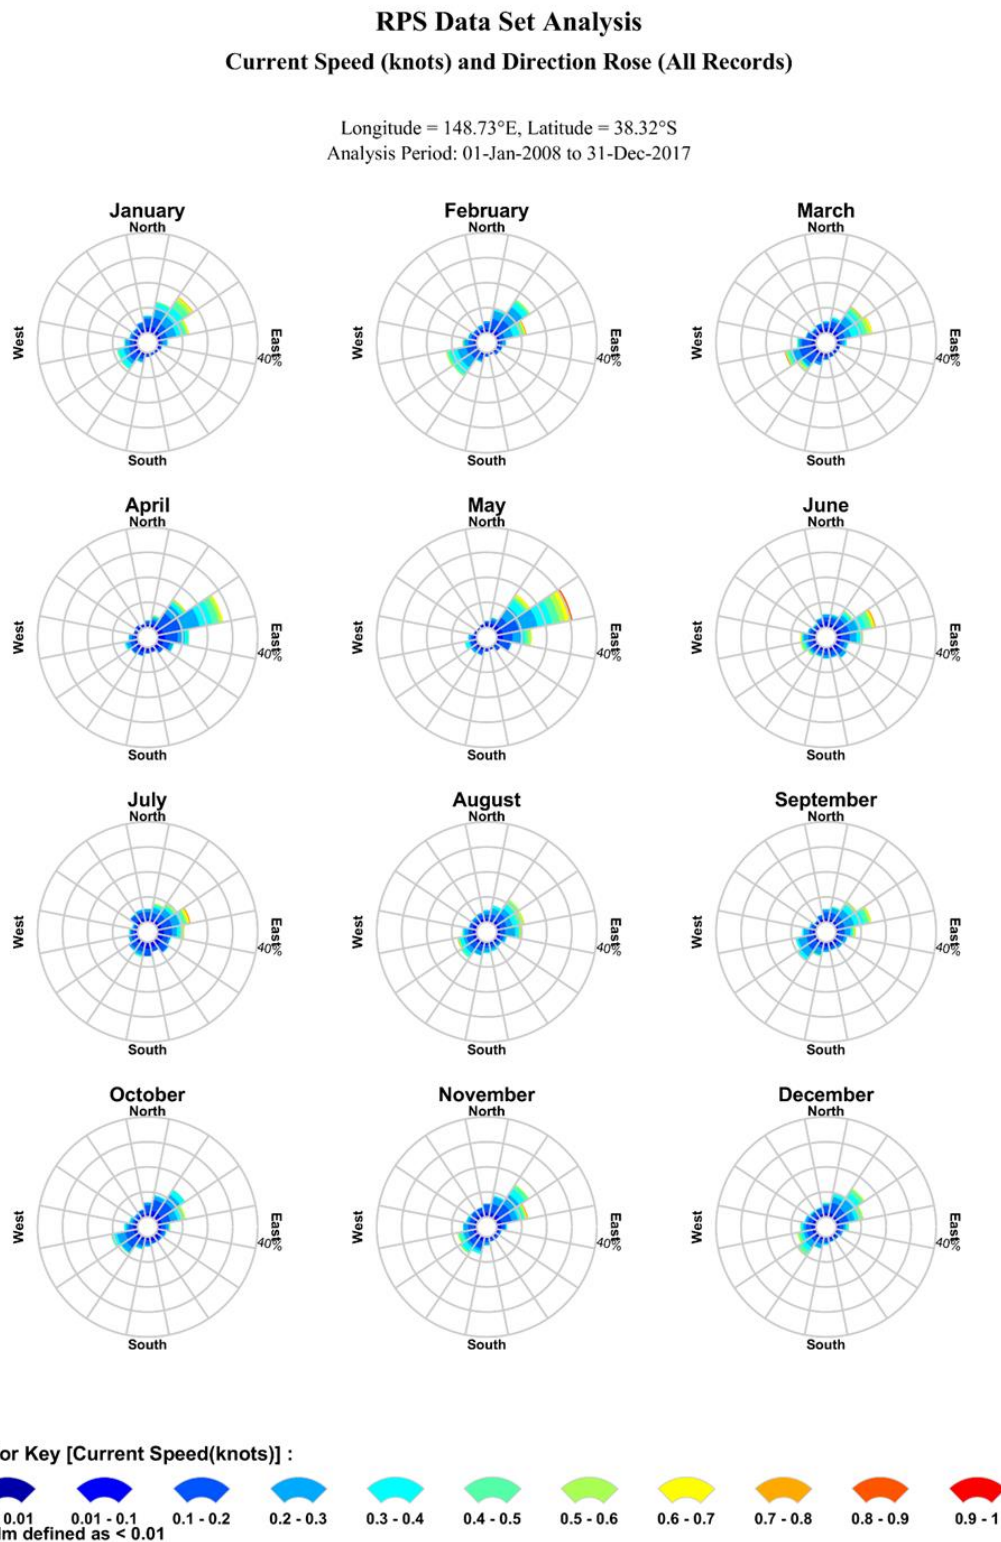 RPS Data Set Analysis
Current Speed (knots) and Direction Rose (All Records)
Longitude = 148.73°E, Latitude = 38.32°S
Analysis Period: 01-Jan-2008 to 31-Dec-2017
January February March
North North North
West East 40% West East 40% West East 40%
South South South
April May June
North North North
West East 40% West East 40% West East 40%
South South South
July August September
North North North
West East 40% West East 40% West East 40%
South South South
October November December
North North North
West East 40% West East 40% West East 40%
South South South
or Key [Current Speed(knots)] :
0.01 0.01 - 0.1 0.1 - 0.2 0.2 - 0.3 0.3 - 0.4 0.4 - 0.5 0.5 - 0.6 0.6 - 0.7 0.7 - 0.8 0.8 - 0.9 0.9 - 1
lm defined as < 0.01